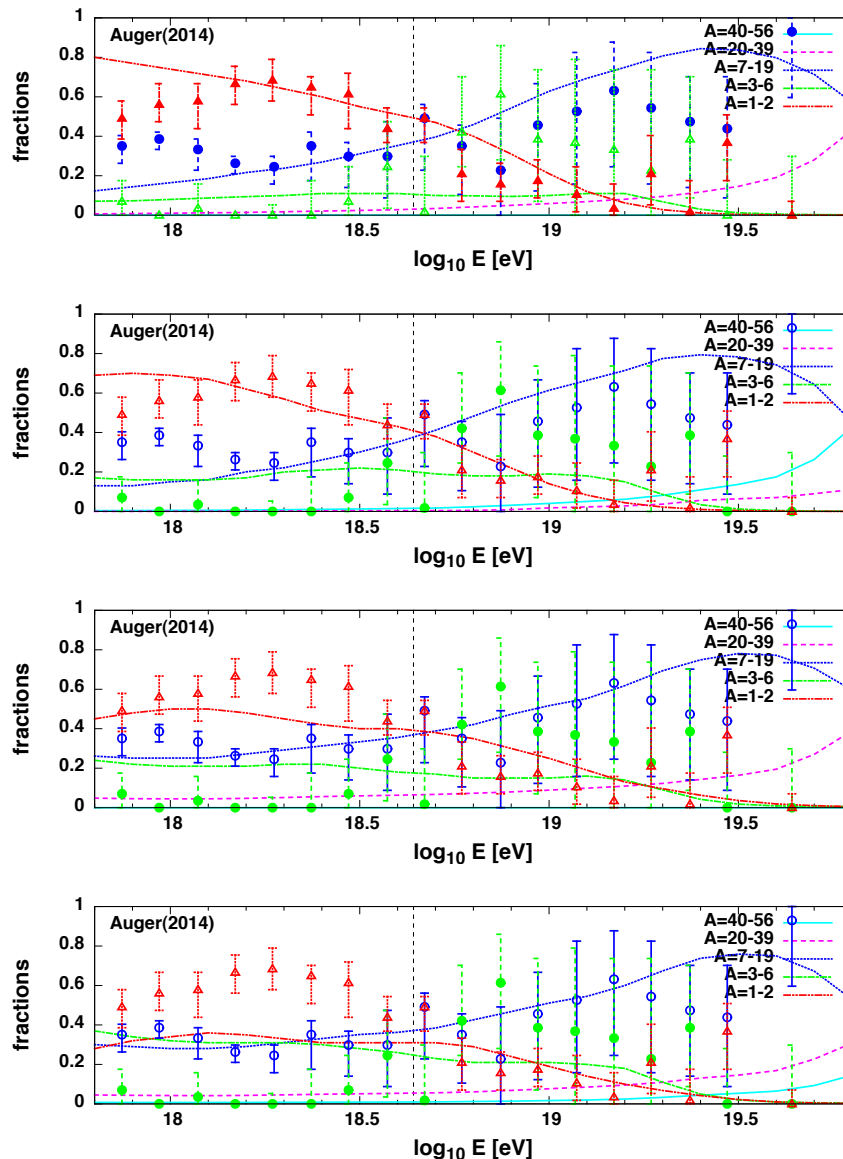 Auger(2014)
A=40-56
A=20-39
A=7-19
A=3-6
A=1-2
fractions
1
0.8
0.6
0.4
0.2
0
18
18.5
19
19.5
log10 E [eV]
Auger(2014)
A=40-56
A=20-39
A=7-19
A=3-6
A=1-2
fractions
1
0.8
0.6
0.4
0.2
0
18
18.5
19
19.5
log10 E [eV]
Auger(2014)
A=40-56
A=20-39
A=7-19
A=3-6
A=1-2
fractions
1
0.8
0.6
0.4
0.2
0
18
18.5
19
19.5
log10 E [eV]
Auger(2014)
A=40-56
A=20-39
A=7-19
A=3-6
A=1-2
fractions
1
0.8
0.6
0.4
0.2
0
18
18.5
19
19.5
log10 E [eV]